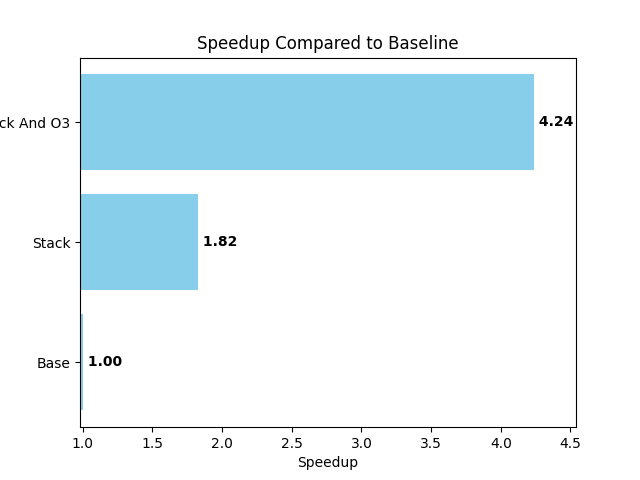 Speedup Compared to Baseline
ck And O3
4.24
Stack
1.82
Base
1.00
1.0 1.5 2.0 2.5 3.0 3.5 4.0 4.5
Speedup